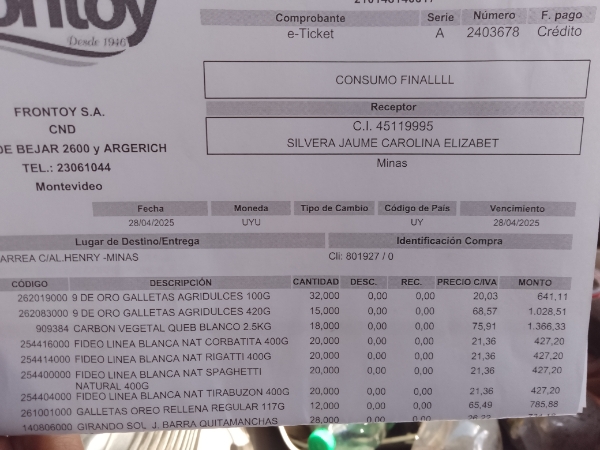 ontoy
Desde 1946
Comprobante Serie Número F. pago
e-Ticket A 2403678 Crédito
CONSUMO FINALLLL
Receptor
C.I. 45119995
SILVERA JAUME CAROLINA ELIZABET
Minas
FRONTOY S.A.
CND
DE BEJAR 2600 y ARGERICH
TEL.: 23061044
Montevideo
Fecha Moneda Tipo de Cambio Código de País Vencimiento
28/04/2025 UYU UY 28/04/2025
Lugar de Destino/Entrega Identificación Compra
ARREA C/AL.HENRY -MINAS Cli: 801927 / 0
CÓDIGO DESCRIPCIÓN CANTIDAD DESC. REC. PRECIO C/IVA MONTO
262019000 9 DE ORO GALLETAS AGRIDULCES 100G 32,000 0,00 0,00 20,03 641,11
262083000 9 DE ORO GALLETAS AGRIDULCES 420G 15,000 0,00 0,00 68,57 1.028,51
909384 CARBON VEGETAL QUEB BLANCO 2.5KG 18,000 0,00 0,00 75,91 1.366,33
254416000 FIDEO LINEA BLANCA NAT CORBATITA 400G 20,000 0,00 0,00 21,36 427,20
254414000 FIDEO LINEA BLANCA NAT RIGATTI 400G 20,000 0,00 0,00 21,36 427,20
254400000 FIDEO LINEA BLANCA NAT SPAGHETTI 20,000 0,00 0,00 21,36 427,20
NATURAL 400G
254404000 FIDEO LINEA BLANCA NAT TIRABUZON 400G 20,000 0,00 0,00 21,36 427,20
261001000 GALLETAS OREO RELLENA REGULAR 117G 12,000 0,00 0,00 65,49 785,88
140806000 GIRANDO SOL J. BARRA QUITAMANCHAS 28,000 0,00 0,00